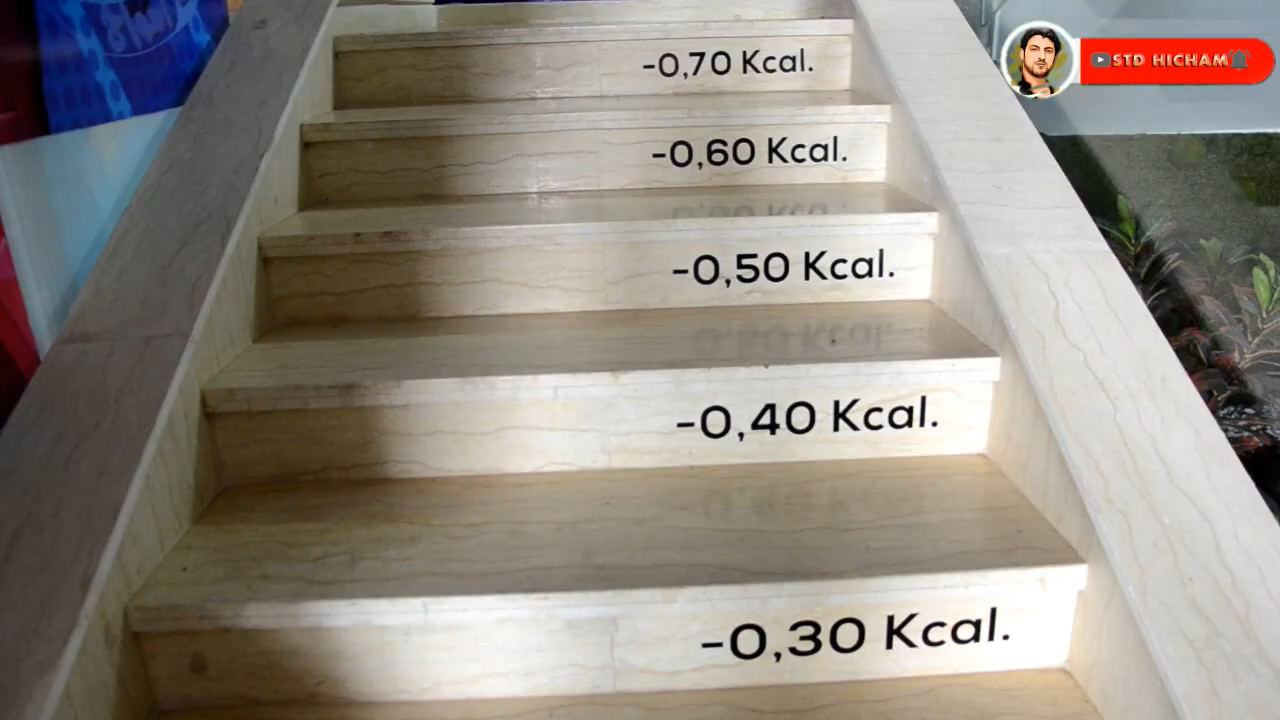 -0,70 Kcal.
STD HICHAM
-0,60 Kcal.
-0,50 Kcal.
-0,40 Kcal.
-0,30 Kcal.